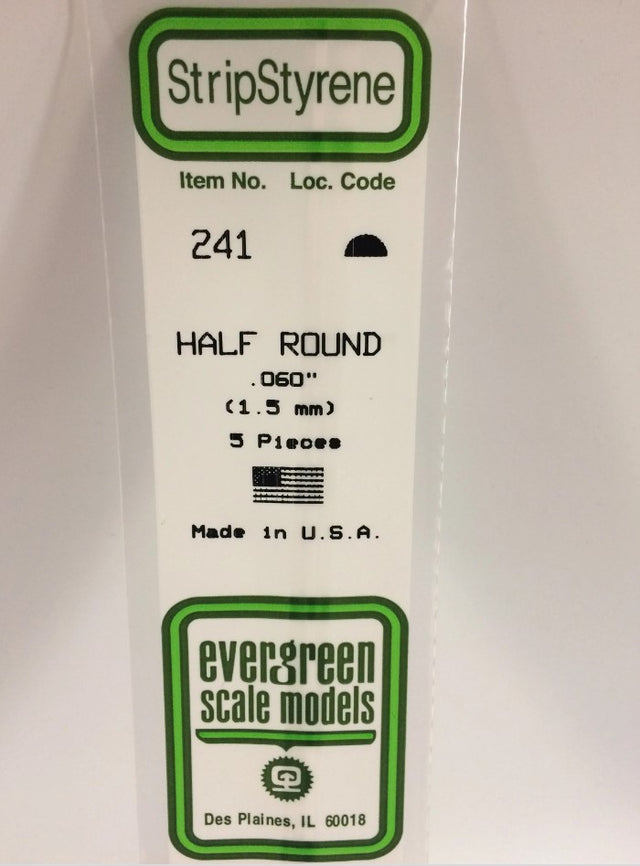 StripStyrene
Item No. Loc. Code
241
HALF ROUND
.060"
(1.5 mm)
5 Pieces
Made in U.S.A.
evergreen
scale models
Des Plaines, IL 60018